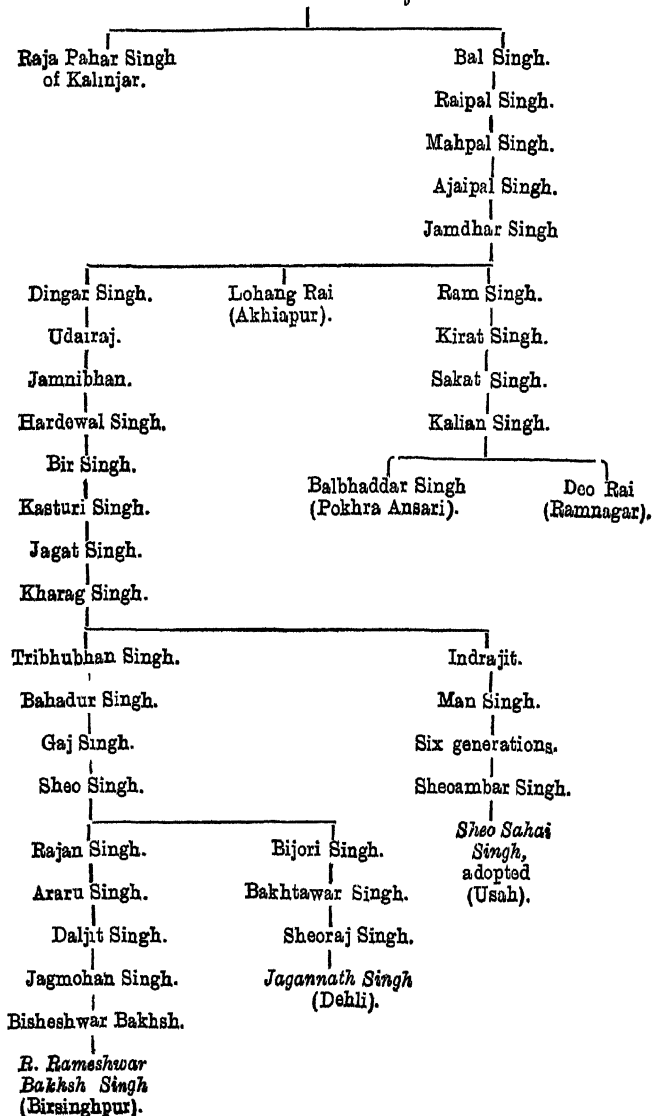 Raja Pahar Singh
of Kalinjar.
Bal Singh.
Raipal Singh.
Mahpal Singh.
Ajaipal Singh.
Jamdhar Singh
Dingar Singh.
Lohang Rai
(Akhiapur).
Ram Singh.
Udairaj.
Kirat Singh.
Jamnibhan.
Sakat Singh.
Hardewal Singh.
Kalian Singh.
Bir Singh.
Balbhaddar Singh
(Pokhra Ansari).
Deo Rai
(Ramnagar).
Kasturi Singh.
Jagat Singh.
Kharag Singh.
Tribhubhan Singh.
Indrajit.
Bahadur Singh.
Man Singh.
Gaj Singh.
Six generations.
Sheo Singh.
Sheoambar Singh.
Sheo Sahai
Singh,
adopted
(Usah).
Rajan Singh.
Bijori Singh.
Araru Singh.
Bakhtawar Singh.
Daljit Singh.
Sheoraj Singh.
Jagmohan Singh.
Jagannath Singh
(Dehli).
Bisheshwar Bakhsh.
R. Rameshwar
Bakhsh Singh
(Birsinghpur).